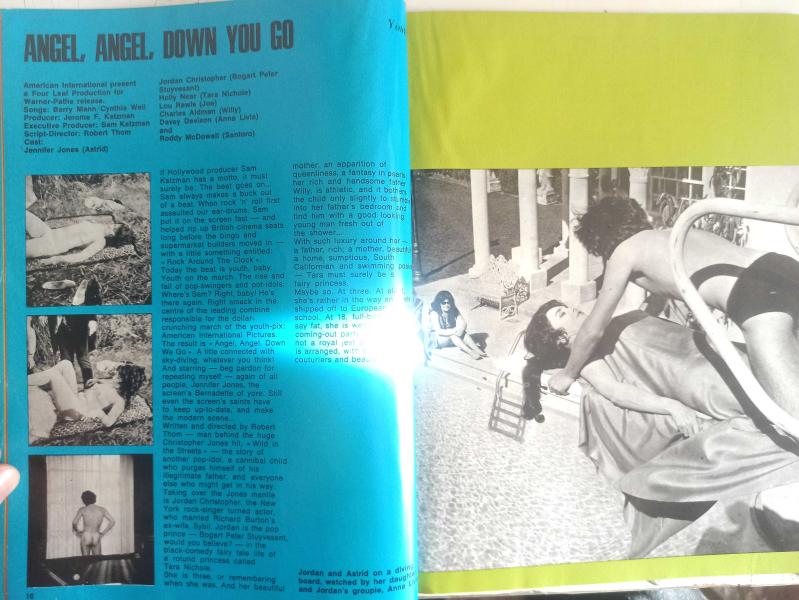 ANGEL, ANGEL, DOWN YOU GO
American International present
a Four Leaf Production for
Warner-Pathe release.
Songs: Barry Mann/Cynthia Weil
Producer: Jerome F. Katzman
Executive Producer: Sam Katzman
Script-Director: Robert Thom
Cast:
Jennifer Jones (Astrid)
Jordan Christopher (Bogart Peter
Stuyvesant)
Holly Near (Tara Nichole)
Lou Rawls (Joe)
Charles Aidman (Willy)
Davey Davison (Anna Livia)
and
Roddy McDowall (Santoro)
If Hollywood producer Sam
Katzman has a motto, it must
surely be: The beat goes on...
Sam always makes a buck out
of a beat. When rock 'n' roll first
assaulted our ear-drums, Sam
put it on the screen fast — and
helped rip up British cinema seats
long before the bingo and
supermarket builders moved in —
with a little something entitled:
« Rock Around The Clock ».
Today the beat is youth, baby.
Youth on the march. The rise and
fall of pop-swingers and pot-idols.
Where's Sam? Right, baby! He's
there again. Right smack in the
centre of the leading combine
responsible for the dollar-
crunching march of the youth-pix:
American International Pictures.
The result is « Angel, Angel, Down
We Go ». A title connected with
sky-diving, whatever you think!
And starring — beg pardon for
repeating myself — again of all
people, Jennifer Jones, the
screen's Bernadette of yore. Still
even the screen's saints have
to keep up-to-date, and make
the modern scene...
Written and directed by Robert
Thom — man behind the huge
Christopher Jones hit, « Wild in
the Streets » — the story of
another pop-idol, a cannibal child
who purgas himself of his
illegitimate father, and everyone
else who might get in his way.
Taking over the Jones mantle
is Jordan Christopher, the New
York rock-singer turned actor,
who married Richard Burton's
ex-wife, Sybil. Jordan is the pop
prince — Bogart Peter Stuyvesant,
would you believe? — in the
black-comedy fairy tale life of
a rotund princess called
Tara Nichole.
She is three, or remembering
when she was. And her beautiful
mother, an apparition of
queenliness, a fantasy in pearls
her rich and handsome father
Willy, is athletic, and it bothers
the child only slightly to stumble
into her father's bedroom and
find him with a good looking
young man fresh out of
the shower...
With such luxury around her —
a father, rich; a mother, beautiful
a home, sumptious, South
Californian and swimming pool
— Tara must surely be
fairy princess.
Maybe so. At three. At
she's rather in the way
shipped off to European
school. At 18,
say fat, she is
coming-out party
not a royal
is arranged, with
couturiers and
Jordan and Astrid on a diving
board, watched by her daughter
and Jordan's groupie, Anna
16